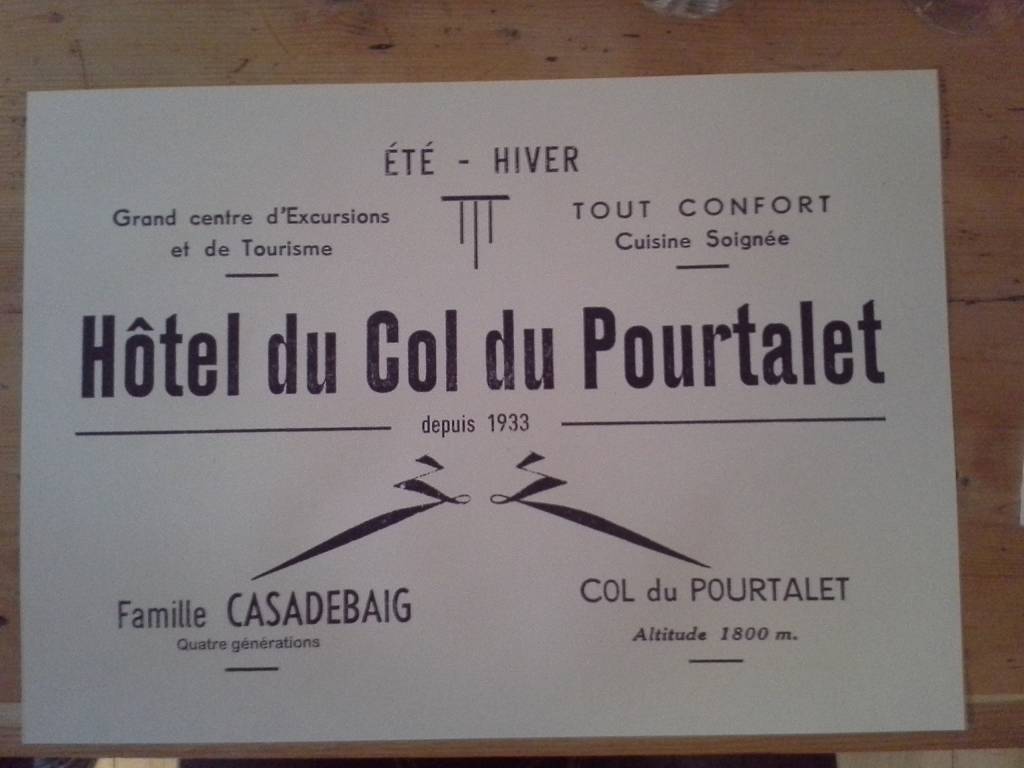 ÉTÉ - HIVER
Grand centre d'Excursions
et de Tourisme
TOUT CONFORT
Cuisine Soignée
Hôtel du Col du Pourtalet
depuis 1933
Famille CASADEBAIG
Quatre générations
COL du POURTALET
Altitude 1800 m.